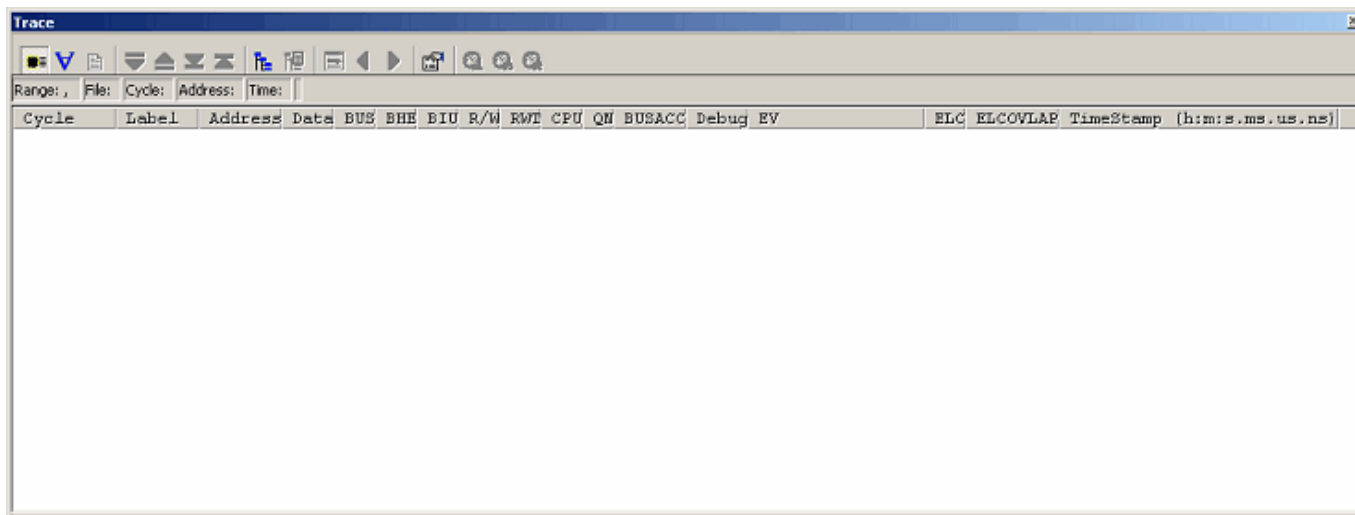 Trace
Range: , File: Cycle: Address: Time:
Cycle Label Address Data BUS BHE BIU R/W RWT CPU QN BUSACC Debug EV ELC ELCOVLAP TimeStamp (h:m:s.ms.us.ns)